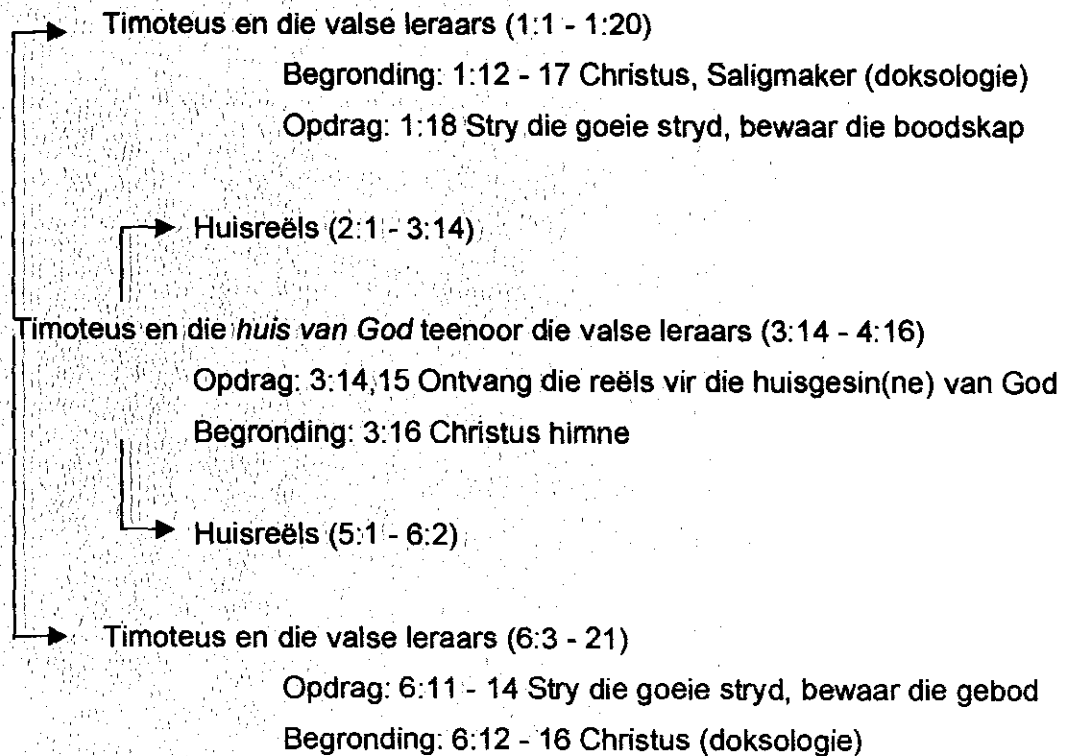 Timoteus en die valse leraars (1:1 - 1:20)
Begronding: 1:12 - 17 Christus, Saligmaker (doksologie)
Opdrag: 1:18 Stry die goeie stryd, bewaar die boodskap
Huisreëls (2:1 - 3:14)
Timoteus en die huis van God teenoor die valse leraars (3:14 - 4:16)
Opdrag: 3:14,15 Ontvang die reëls vir die huisgesin(ne) van God
Begronding: 3:16 Christus himne
Huisreëls (5:1 - 6:2)
Timoteus en die valse leraars (6:3 - 21)
Opdrag: 6:11 - 14 Stry die goeie stryd, bewaar die gebod
Begronding: 6:12 - 16 Christus (doksologie)